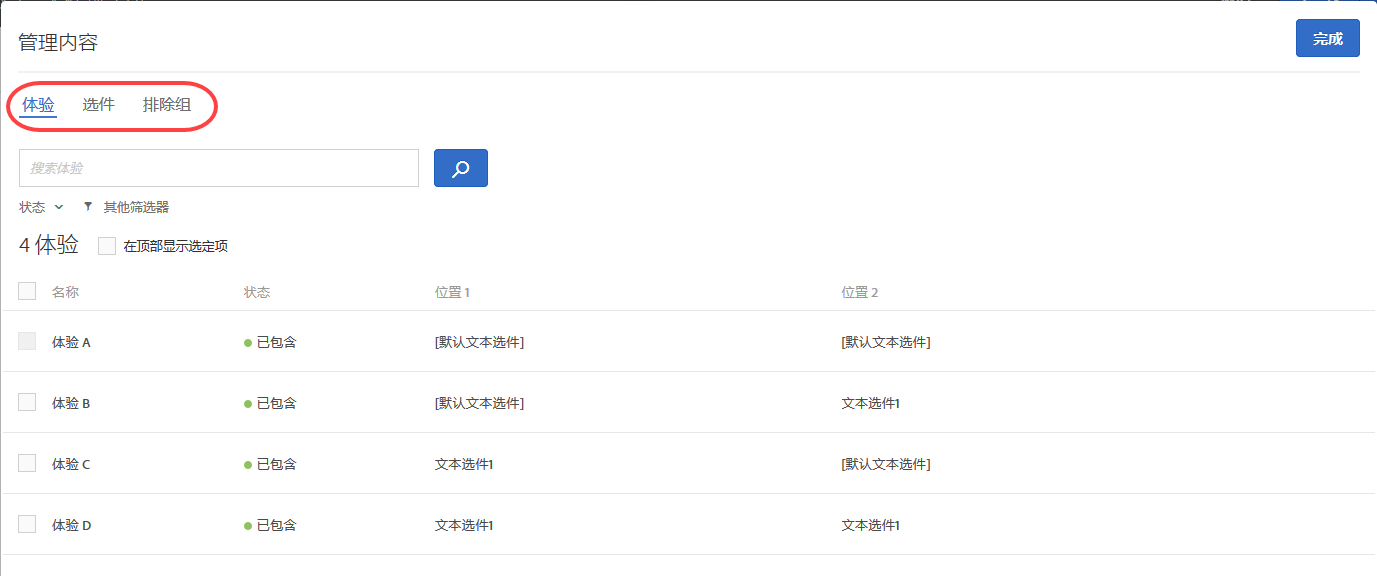 管理内容
完成
体验 选件 排除组
搜索体验
状态 其他筛选器
4 体验 在顶部显示选定项
名称 状态 位置 1 位置 2
体验 A 已包含 [默认文本选件] [默认文本选件]
体验 B 已包含 [默认文本选件] 文本选件1
体验 C 已包含 文本选件1 [默认文本选件]
体验 D 已包含 文本选件1 文本选件1